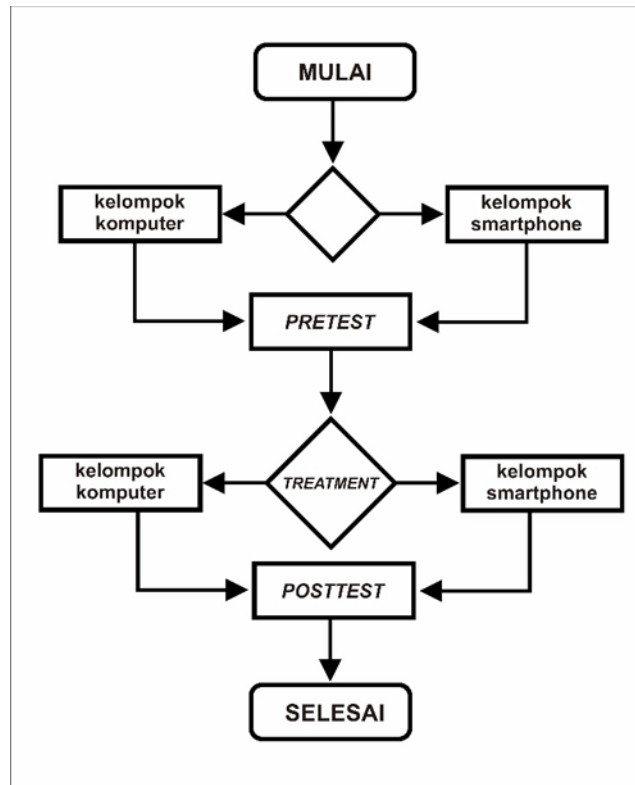 MULAI
kelompok
komputer
kelompok
smartphone
PRETEST
kelompok
komputer
TREATMENT
kelompok
smartphone
POSTTEST
SELESAI